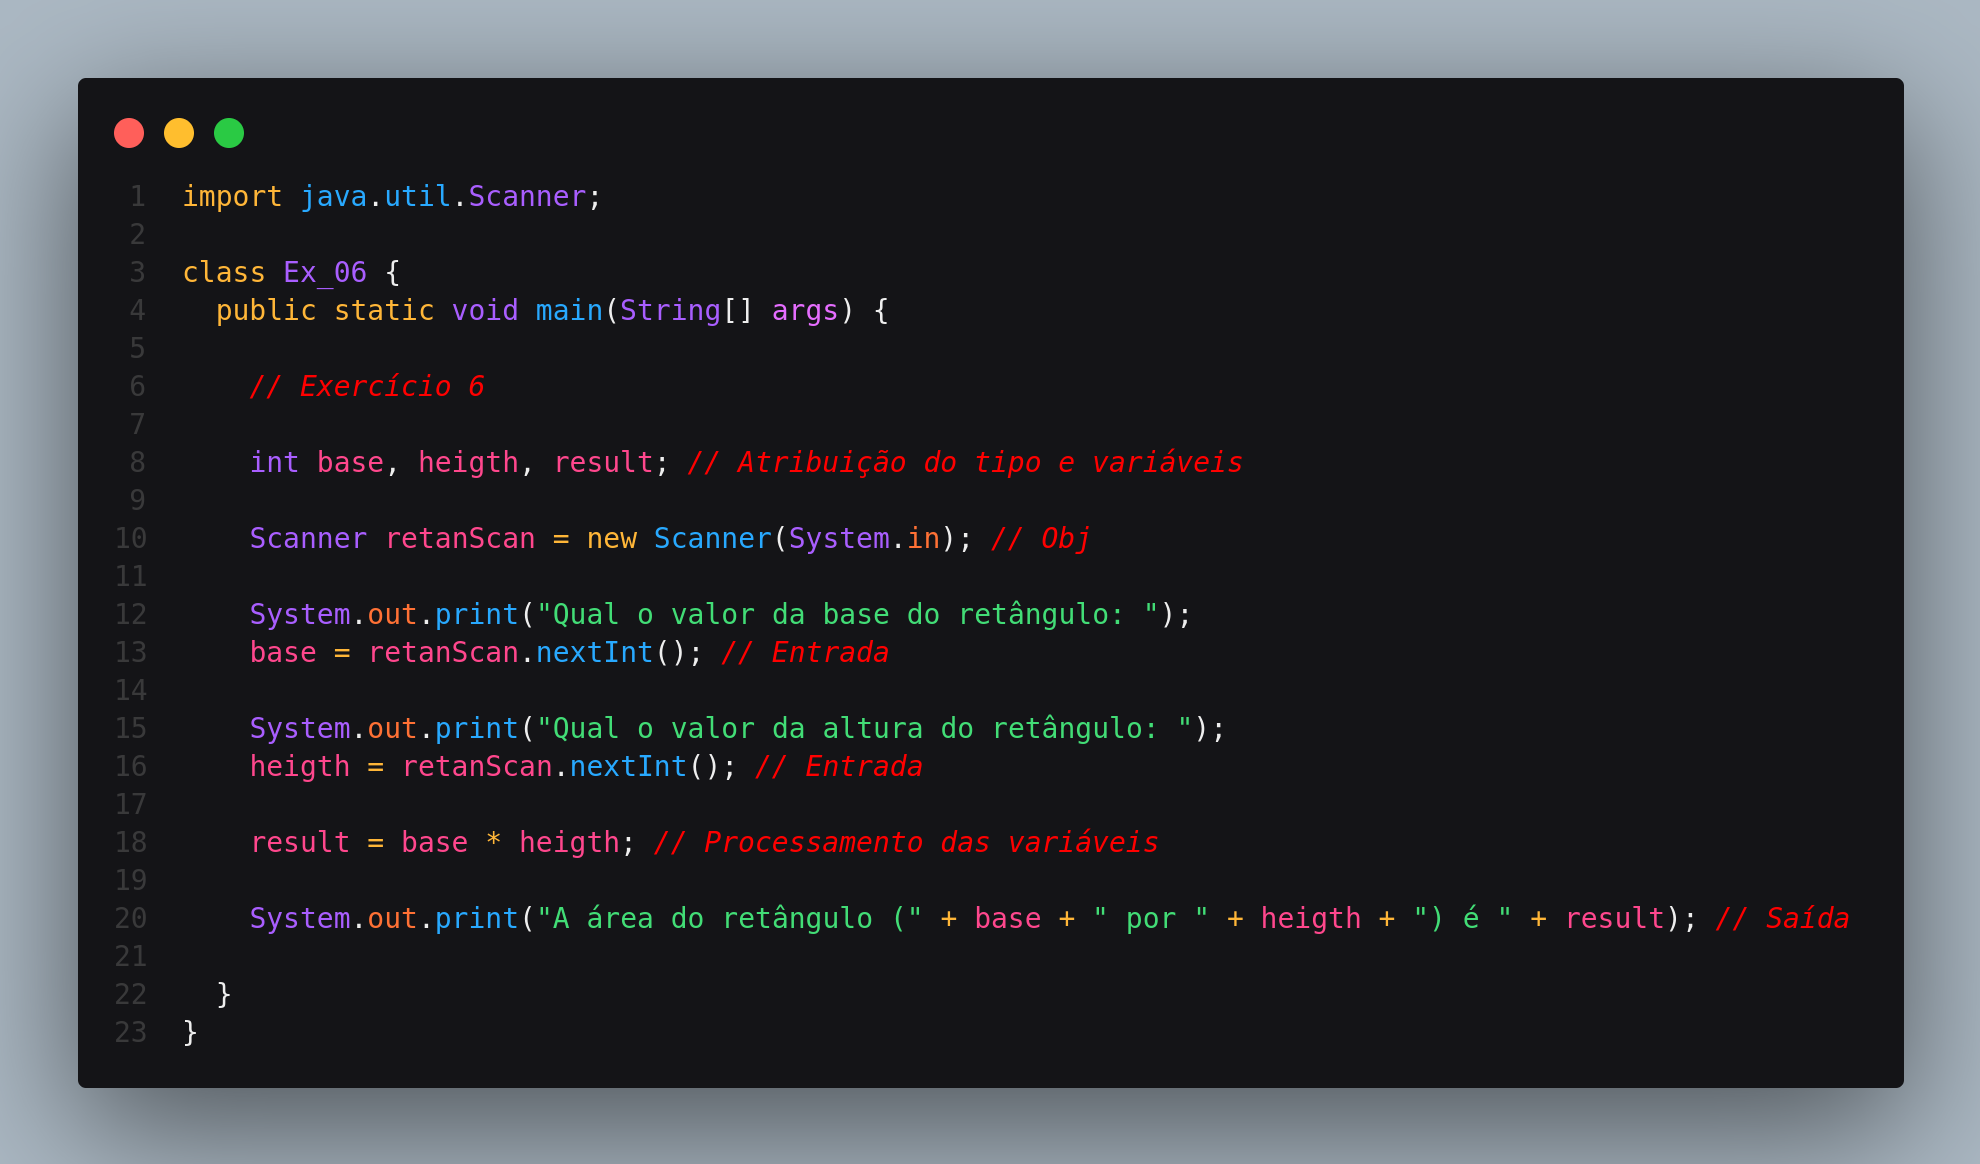 1 import java.util.Scanner;
2
3 class Ex_06 {
4   public static void main(String[] args) {
5
6     // Exercício 6
7
8     int base, heigth, result; // Atribuição do tipo e variáveis
9
10     Scanner retanScan = new Scanner(System.in); // Obj
11
12     System.out.print("Qual o valor da base do retângulo: ");
13     base = retanScan.nextInt(); // Entrada
14
15     System.out.print("Qual o valor da altura do retângulo: ");
16     heigth = retanScan.nextInt(); // Entrada
17
18     result = base * heigth; // Processamento das variáveis
19
20     System.out.print("A área do retângulo (" + base + " por " + heigth + ") é " + result); // Saída
21
22   }
23 }